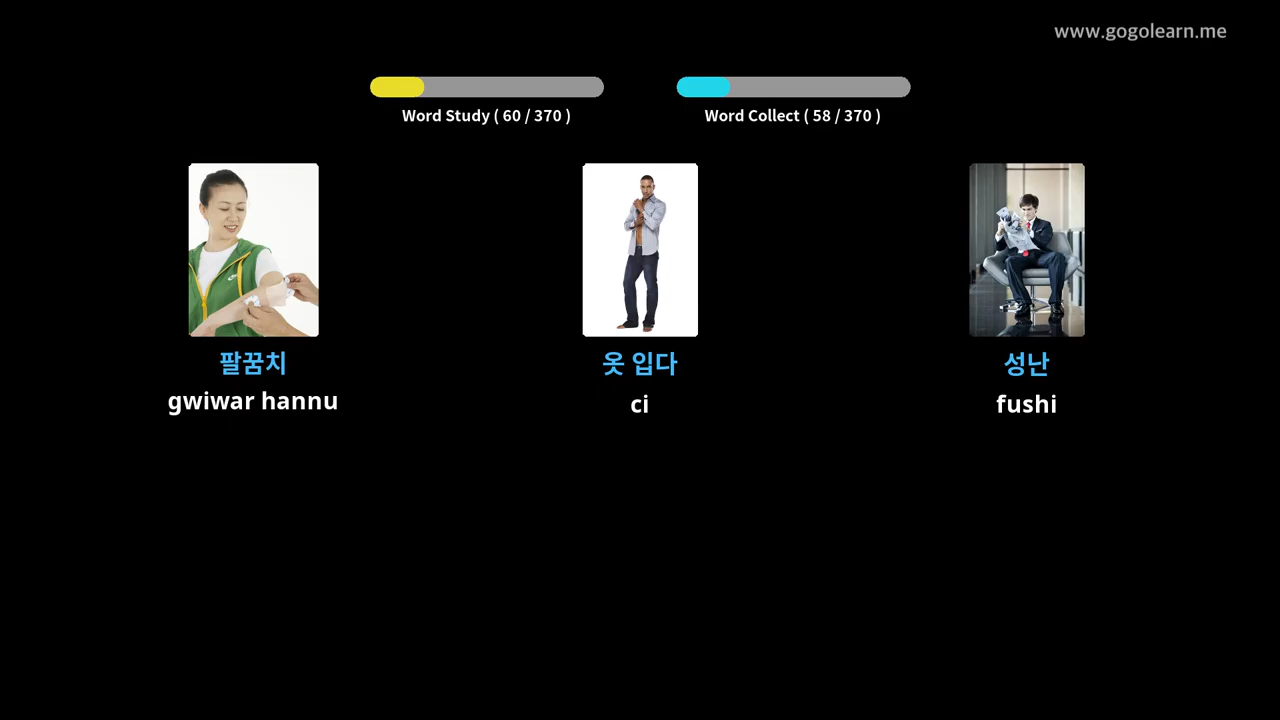 www.gogolearn.me
Word Study ( 60 / 370 )
Word Collect ( 58 / 370 )
팔꿈치
옷 입다
성난
gwiwar hannu
ci
fushi